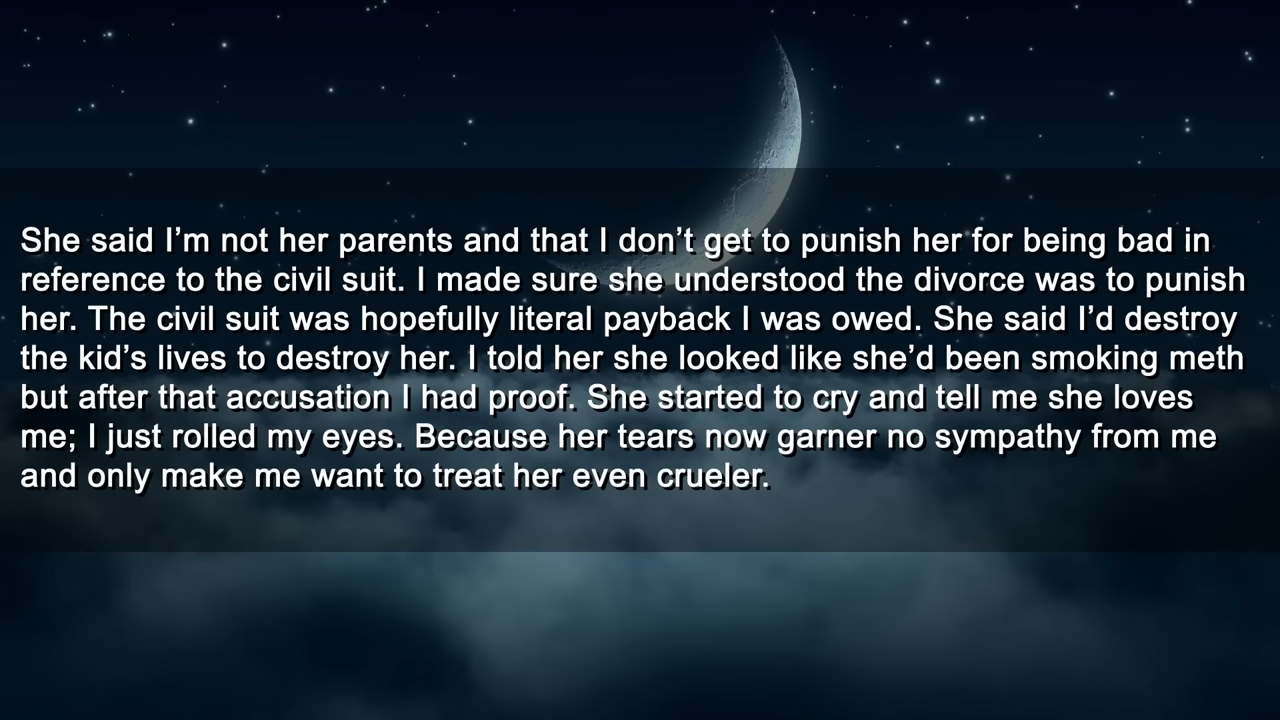 She said I’m not her parents and that I don’t get to punish her for being bad in
reference to the civil suit. I made sure she understood the divorce was to punish
her. The civil suit was hopefully literal payback I was owed. She said I’d destroy
the kid’s lives to destroy her. I told her she looked like she’d been smoking meth
but after that accusation I had proof. She started to cry and tell me she loves
me; I just rolled my eyes. Because her tears now garner no sympathy from me
and only make me want to treat her even crueler.